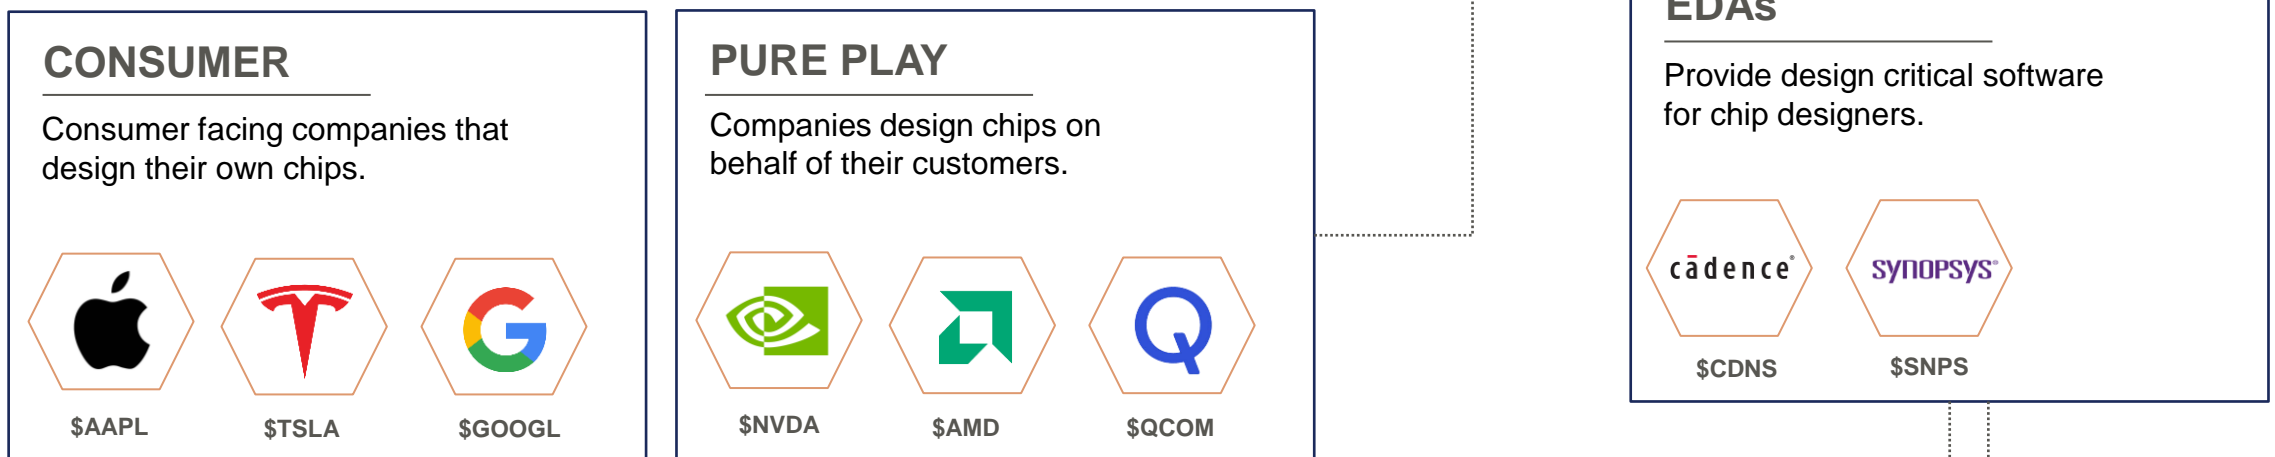 CONSUMER
Consumer facing companies that
design their own chips.
$AAPL
$TSLA
$GOOGL
PURE PLAY
Companies design chips on
behalf of their customers.
$NVDA
$AMD
$QCOM
EDAs
Provide design critical software
for chip designers.
cādence®
SYNOPSYS®
$CDNS
$SNPS